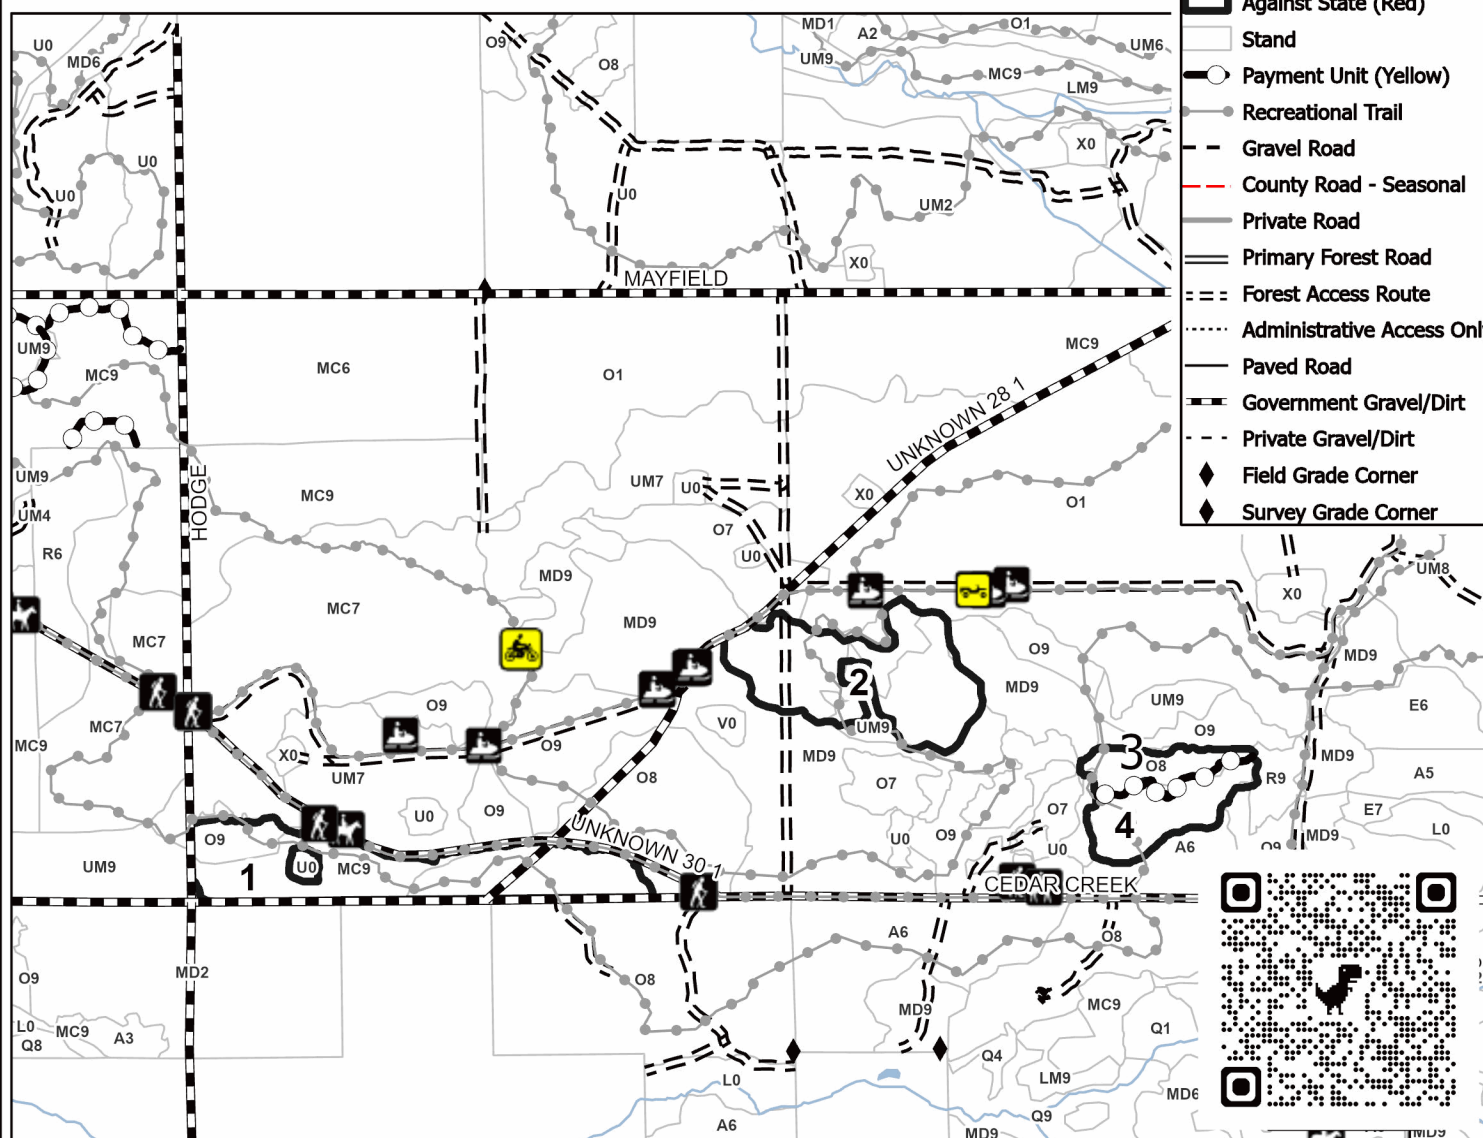 Against State (Red)
Stand
Payment Unit (Yellow)
Recreational Trail
Gravel Road
County Road - Seasonal
Private Road
Primary Forest Road
Forest Access Route
Administrative Access Onl
Paved Road
Government Gravel/Dirt
Private Gravel/Dirt
Field Grade Corner
Survey Grade Corner
U0
MD6
O9
O8
MD1
A2
O1
UM6
UM9
MC9
LM9
X0
U0
U0
U0
UM2
X0
MAYFIELD
UM9
MC9
MC6
O1
MC9
UNKNOWN 28 1
HODGE
UM9
UM4
MC9
UM7
U0
X0
O1
R6
O7
U0
MD9
UM8
X0
MC7
MC7
MD9
O9
MD9
MC7
O9
2
MD9
UM9
E6
MC9
X0
UM7
O9
V0
UM9
MD9
O9
3
O8
R9
MD9
A5
O8
O7
U0
O9
O7
4
E7
L0
O9
UNKNOWN 30 1
U0
O9
U0
A6
O9
MD9
UM9
1
U0
MC9
CEDAR CREEK
MD2
O9
O8
A6
O8
L0
Q8
MC9
A3
MD9
MC9
Q1
Q4
LM9
L0
MD6
Q9
A6
MD9
MD9